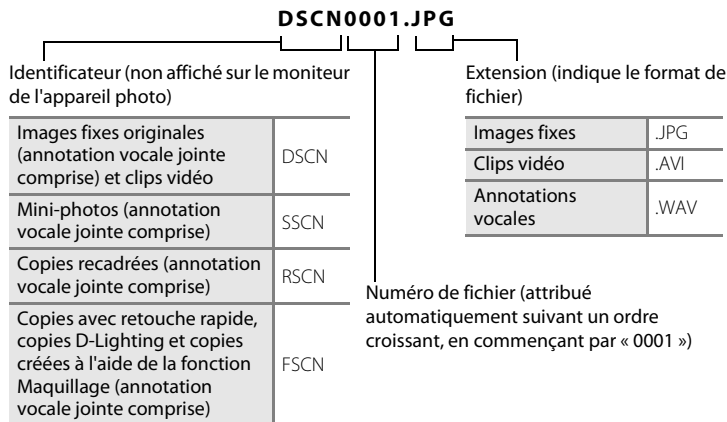 DSCN0001.JPG
Identificateur (non affiché sur le moniteur
de l'appareil photo)
Images fixes originales
(annotation vocale jointe
comprise) et clips vidéo
DSCN
Mini-photos (annotation
vocale jointe comprise)
SSCN
Copies recadrées (annotation
vocale jointe comprise)
RSCN
Copies avec retouche rapide,
copies D-Lighting et copies
créées à l'aide de la fonction
Maquillage (annotation
vocale jointe comprise)
FSCN
Extension (indique le format de
fichier)
Images fixes
.JPG
Clips vidéo
.AVI
Annotations
vocales
.WAV
Numéro de fichier (attribué
automatiquement suivant un ordre
croissant, en commençant par « 0001 »)